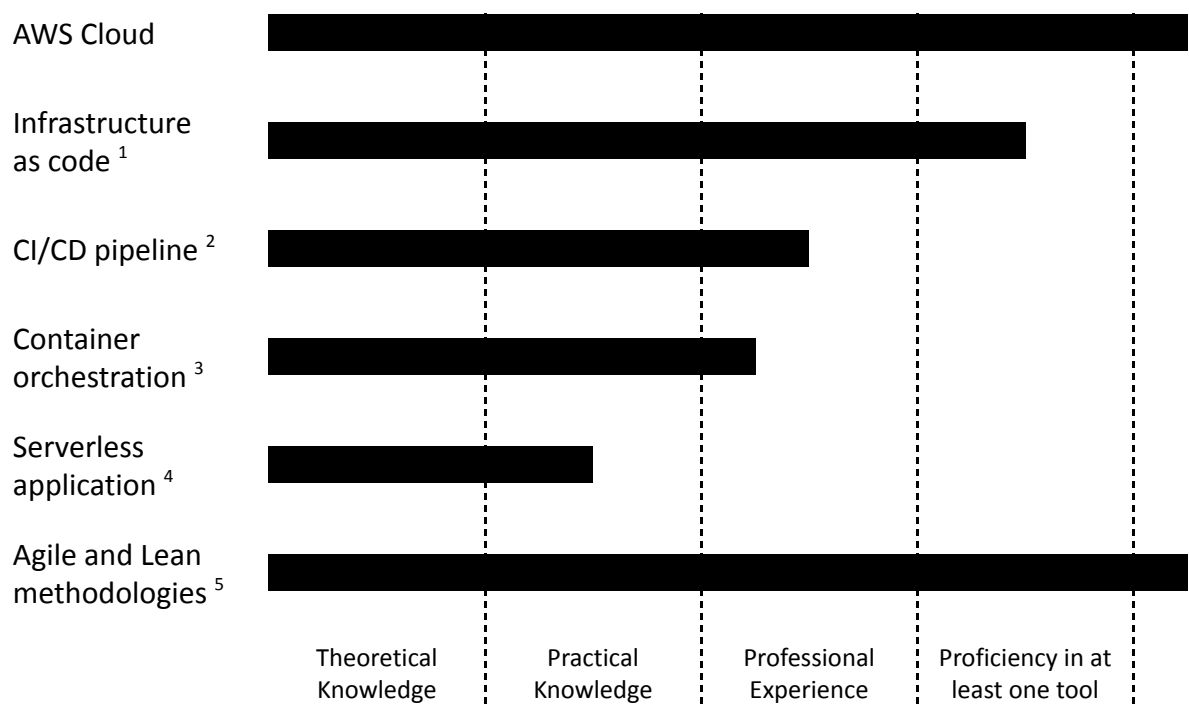 AWS Cloud
Infrastructure
as code 1
CI/CD pipeline 2
Container
orchestration 3
Serverless
application 4
Agile and Lean
methodologies 5
Theoretical
Knowledge
Practical
Knowledge
Professional
Experience
Proficiency in at
least one tool